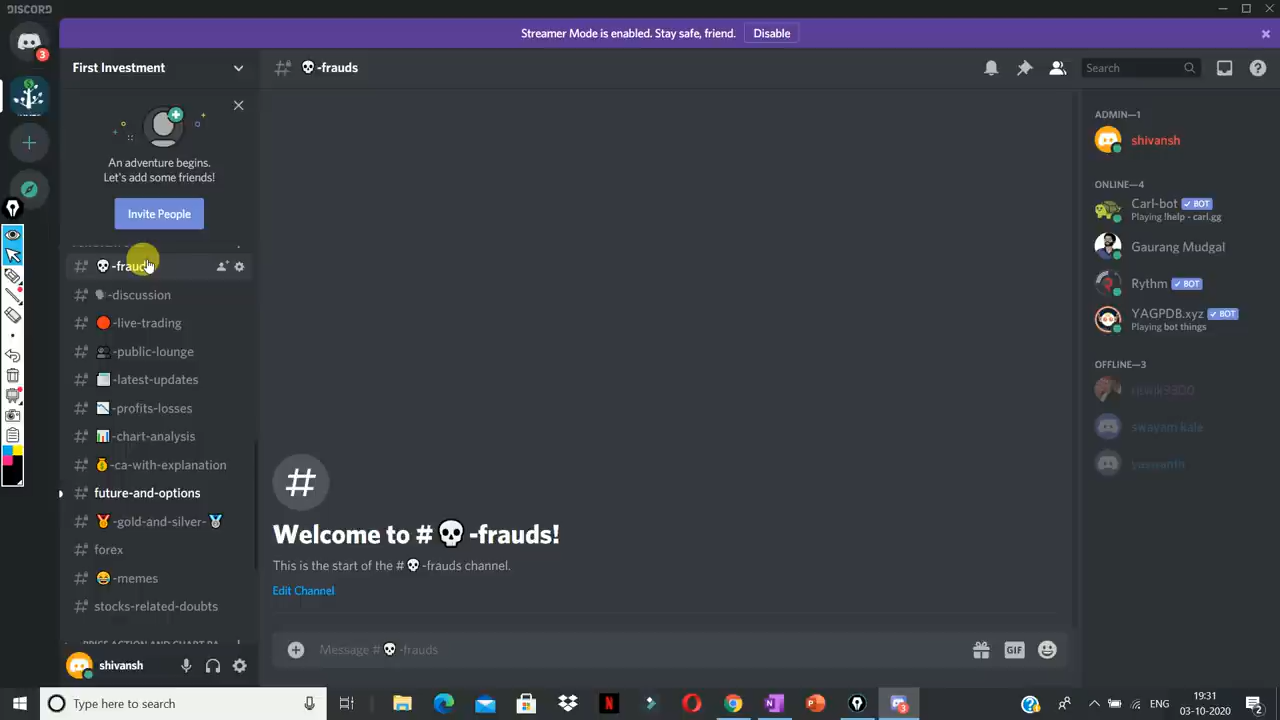 DISCORD
Streamer Mode is enabled. Stay safe, friend.
Disable
3
First Investment
An adventure begins.
Let's add some friends!
Invite People
💀-frauds
🗣-discussion
🔴-live-trading
👥-public-lounge
📰-latest-updates
📉-profits-losses
📊-chart-analysis
💰-ca-with-explanation
future-and-options
🏅-gold-and-silver-🥈
forex
😂-memes
stocks-related-doubts
shivansh
💀-frauds
Search
Welcome to #💀-frauds!
This is the start of the #💀-frauds channel.
Edit Channel
Message #💀-frauds
GIF
ADMIN—1
shivansh
ONLINE—4
Carl-bot ✓ BOT
Playing !help - carl.gg
Gaurang Mudgal
Rythm ✓ BOT
YAGPDB.xyz ✓ BOT
Playing bot things
OFFLINE—3
swayam kale
Type here to search
3
ENG
19:31
03-10-2020
2